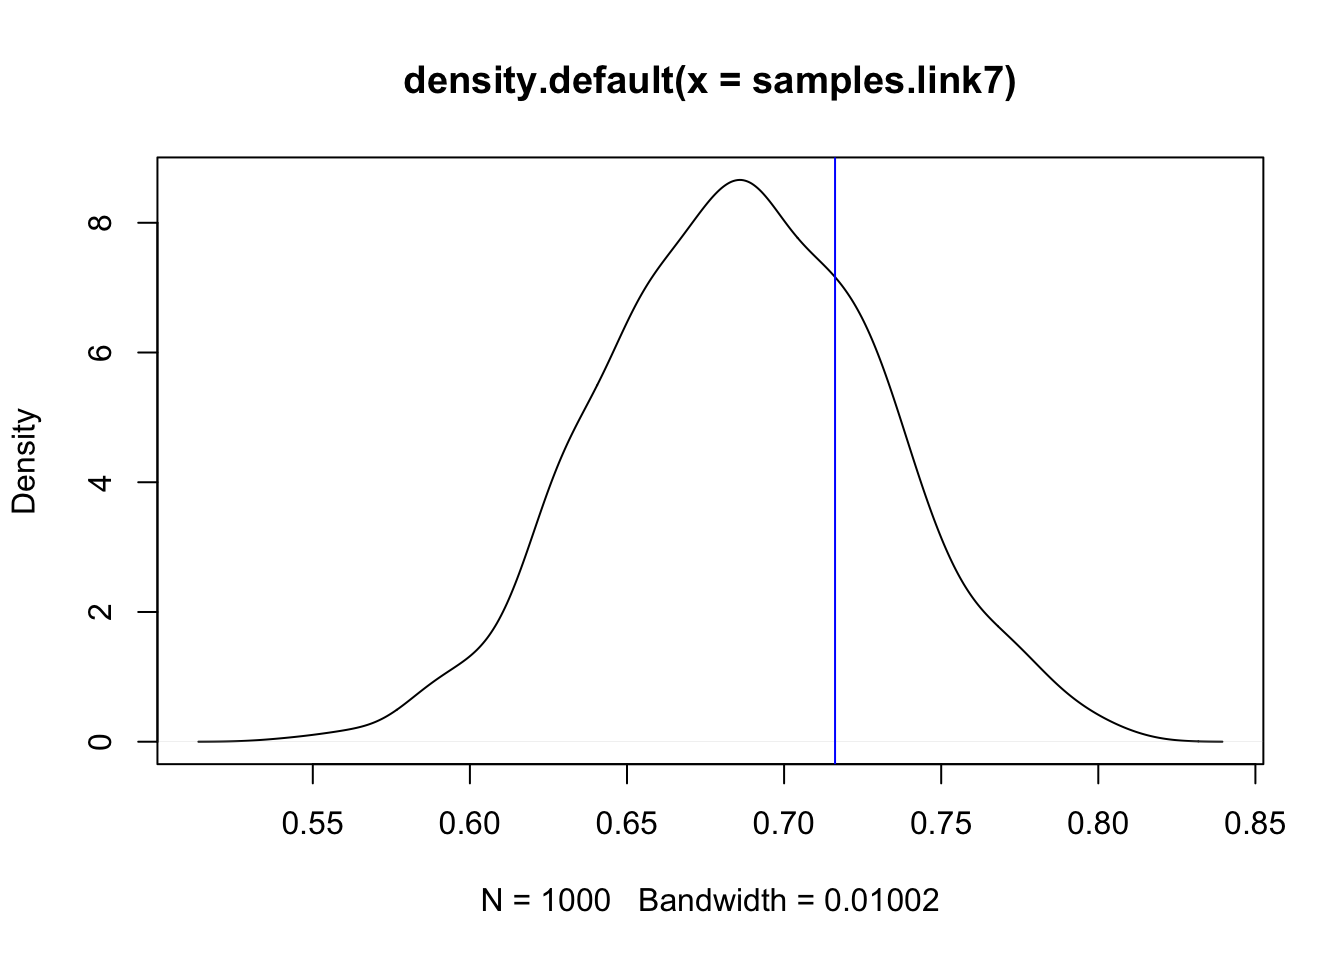 density.default(x = samples.link7)
Density
8
6
4
2
0
0.55 0.60 0.65 0.70 0.75 0.80 0.85
N = 1000 Bandwidth = 0.01002